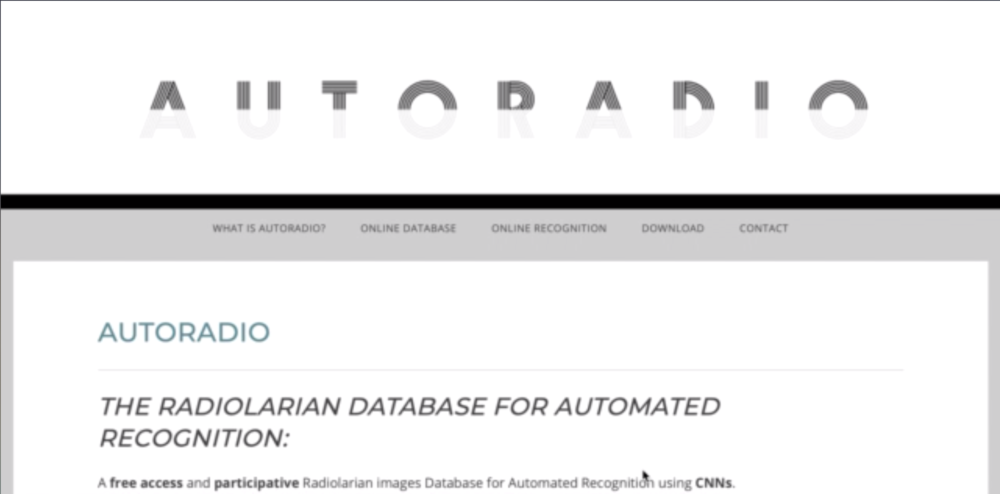 AUTORADIO
WHAT IS AUTORADIO? ONLINE DATABASE ONLINE RECOGNITION DOWNLOAD CONTACT
AUTORADIO
THE RADIOLARIAN DATABASE FOR AUTOMATED
RECOGNITION:
A free access and participative Radiolarian images Database for Automated Recognition using CNNs.